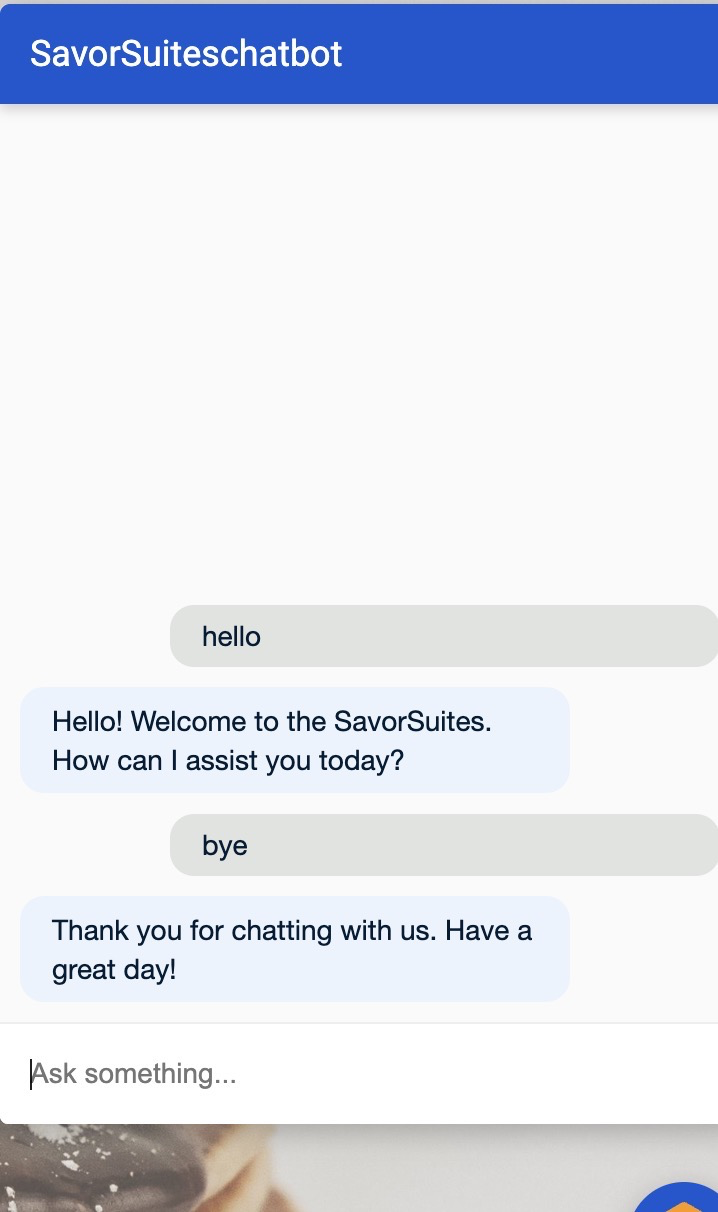 SavorSuiteschatbot
hello
Hello! Welcome to the SavorSuites.
How can I assist you today?
bye
Thank you for chatting with us. Have a
great day!
Ask something...